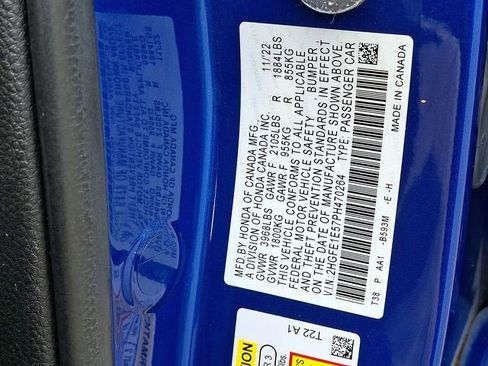 MFD BY HONDA OF CANADA MFG. 11/22
A DIVISION OF HONDA CANADA INC.
GVWR 3968LBS GAWR F 2105LBS R 1884LBS
GVWR 1800KG GAWR F 955KG R 855KG
THIS VEHICLE CONFORMS TO ALL APPLICABLE
FEDERAL MOTOR VEHICLE SAFETY BUMPER,
AND THEFT PREVENTION STANDARDS IN EFFECT
ON THE DATE OF MANUFACTURE SHOWN ABOVE
V.I.N. 2HGFE1E57PH470264 TYPE: PASSENGER CAR
T38 P AA1 -B593M -E -H MADE IN CANADA
T22 A1